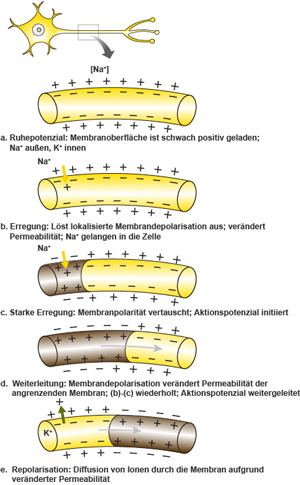 [Na⁺]
a. Ruhepotenzial: Membranoberfläche ist schwach positiv geladen;
Na⁺ außen, K⁺ innen
Na⁺
b. Erregung: Löst lokalisierte Membrandepolarisation aus; verändert
Permeabilität; Na⁺ gelangen in die Zelle
Na⁺
c. Starke Erregung: Membranpolarität vertauscht; Aktionspotenzial initiiert
d. Weiterleitung: Membrandepolarisation verändert Permeabilität der
angrenzenden Membran; (b)-(c) wiederholt; Aktionspotenzial weitergeleitet
K⁺
e. Repolarisation: Diffusion von Ionen durch die Membran aufgrund
veränderter Permeabilität